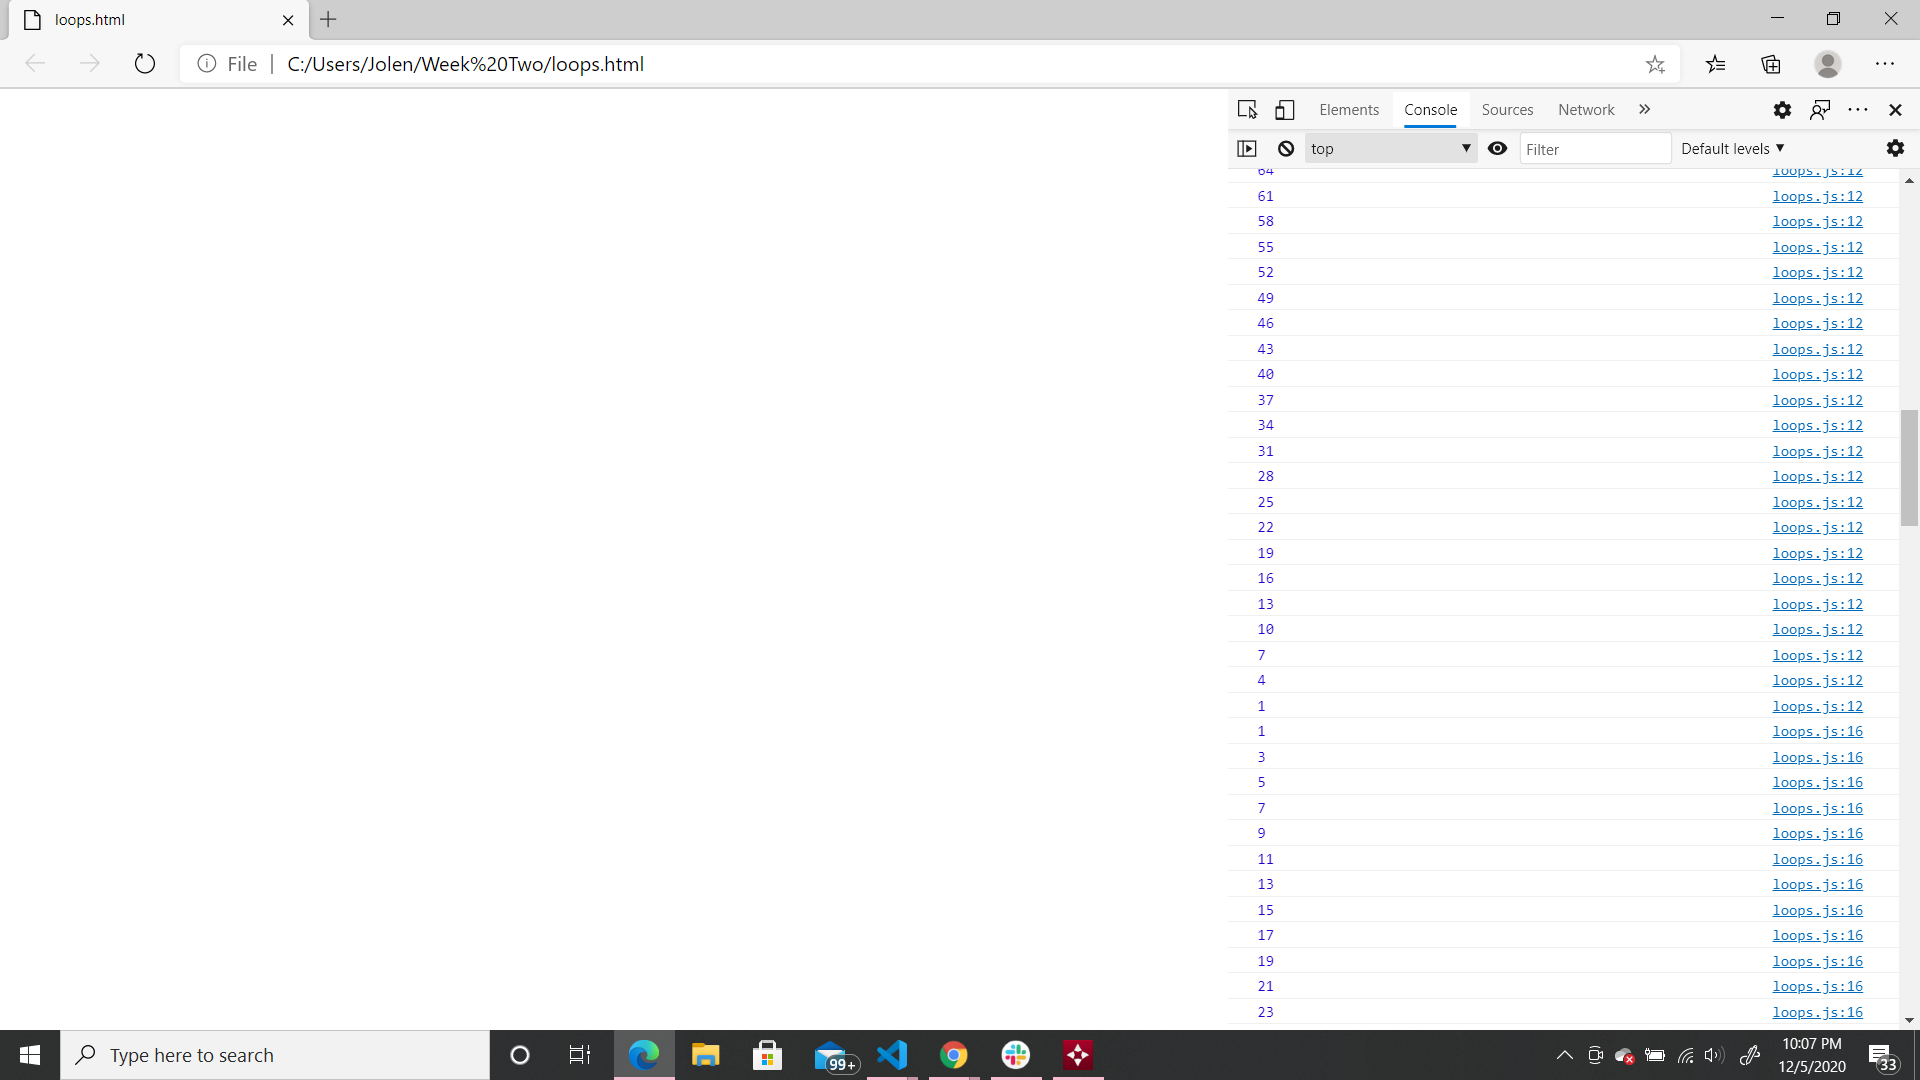 loops.html
File | C:/Users/Jolen/Week%20Two/loops.html
Elements Console Sources Network
top Filter Default levels
64 loops.js:12
61 loops.js:12
58 loops.js:12
55 loops.js:12
52 loops.js:12
49 loops.js:12
46 loops.js:12
43 loops.js:12
40 loops.js:12
37 loops.js:12
34 loops.js:12
31 loops.js:12
28 loops.js:12
25 loops.js:12
22 loops.js:12
19 loops.js:12
16 loops.js:12
13 loops.js:12
10 loops.js:12
7 loops.js:12
4 loops.js:12
1 loops.js:12
1 loops.js:16
3 loops.js:16
5 loops.js:16
7 loops.js:16
9 loops.js:16
11 loops.js:16
13 loops.js:16
15 loops.js:16
17 loops.js:16
19 loops.js:16
21 loops.js:16
23 loops.js:16
Type here to search
99+
10:07 PM
12/5/2020
33